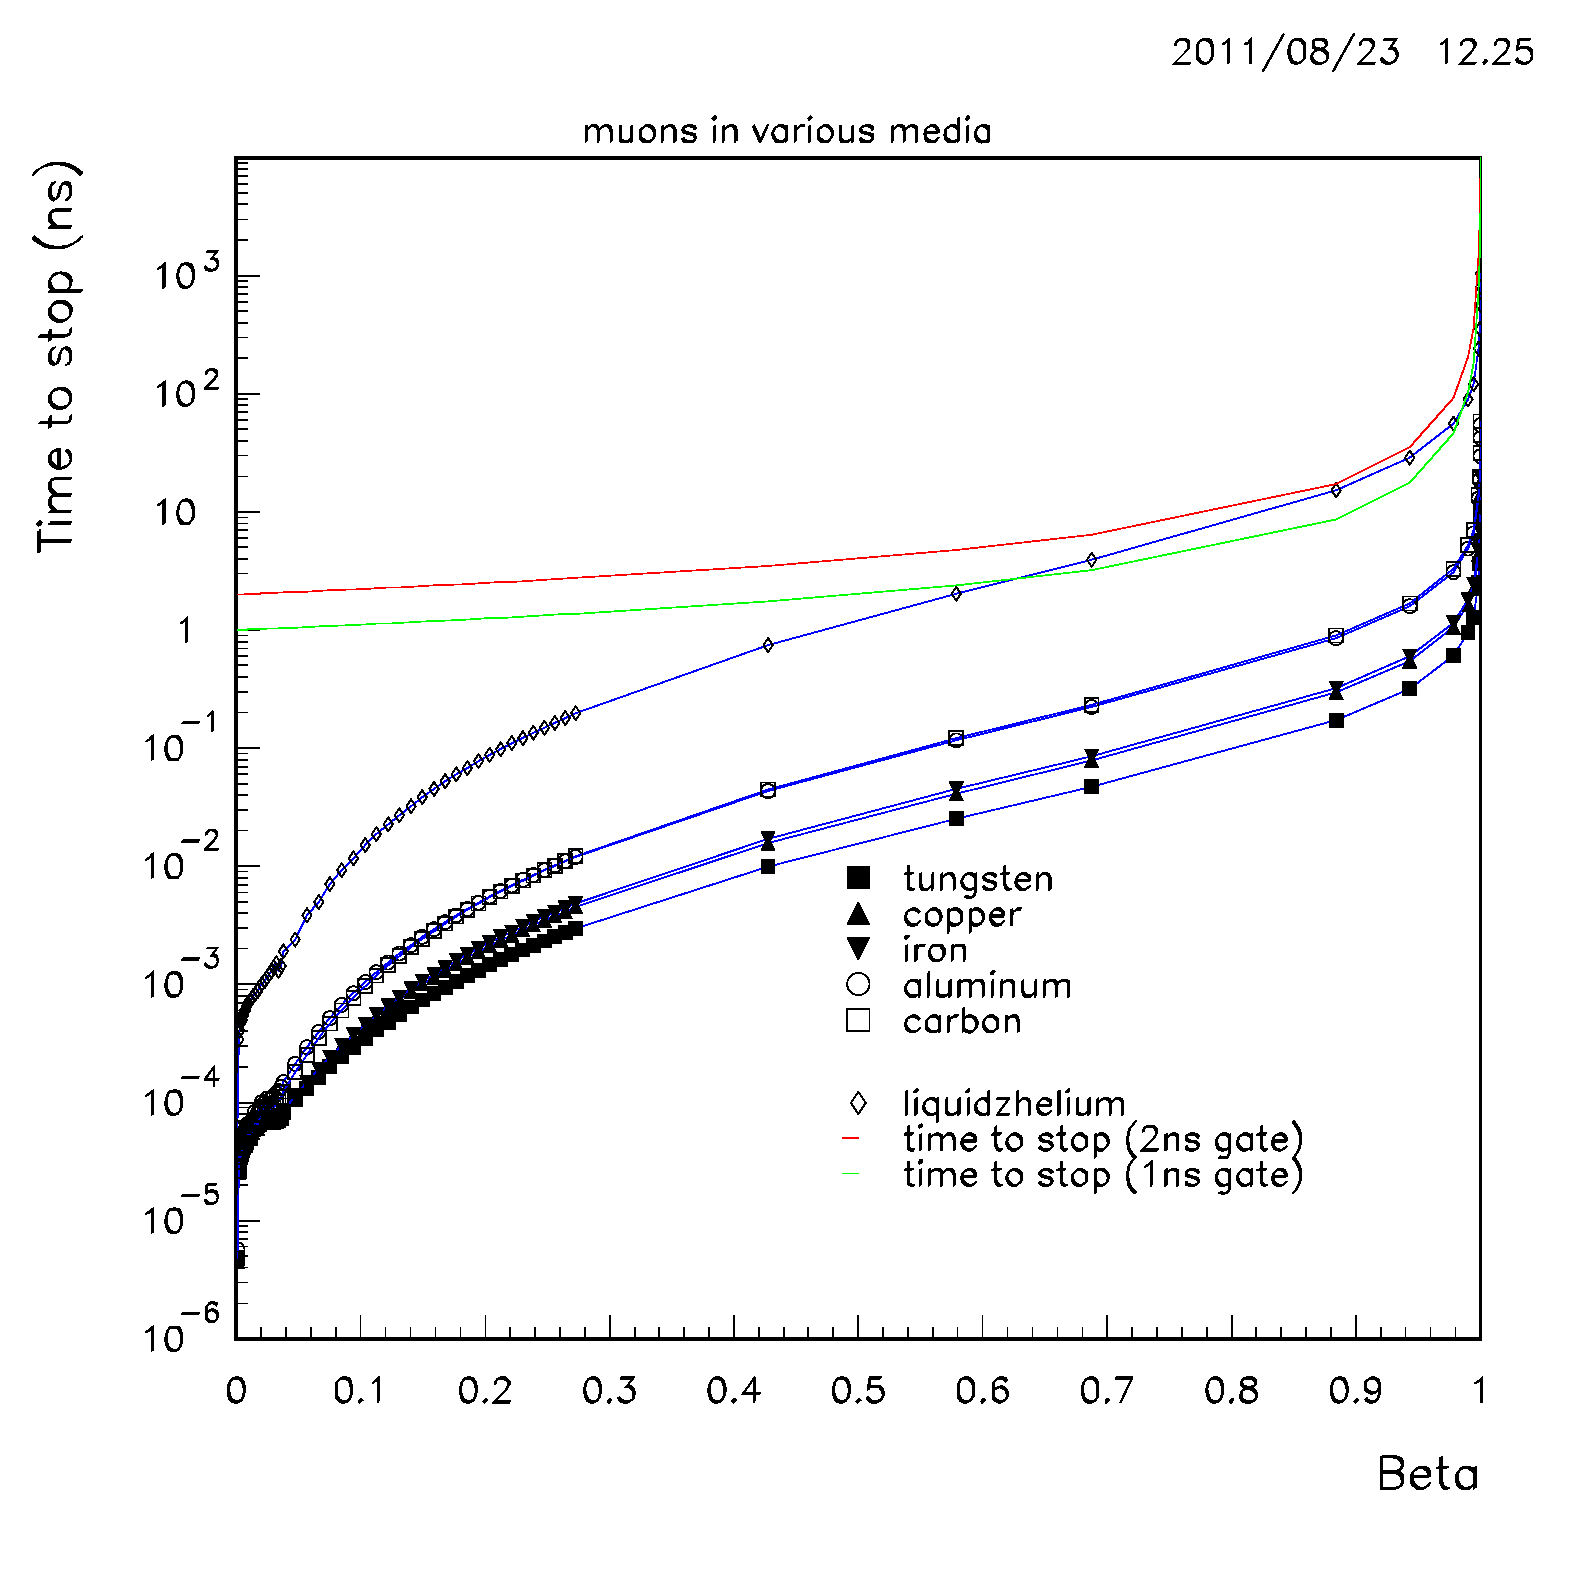 2011/08/23 12.25
muons in various media
Time to stop (ns)
10^3
10^2
10
1
10^-1
10^-2
10^-3
10^-4
10^-5
10^-6
tungsten
copper
iron
aluminum
carbon
liquidzhelium
time to stop (2ns gate)
time to stop (1ns gate)
0 0.1 0.2 0.3 0.4 0.5 0.6 0.7 0.8 0.9 1
Beta